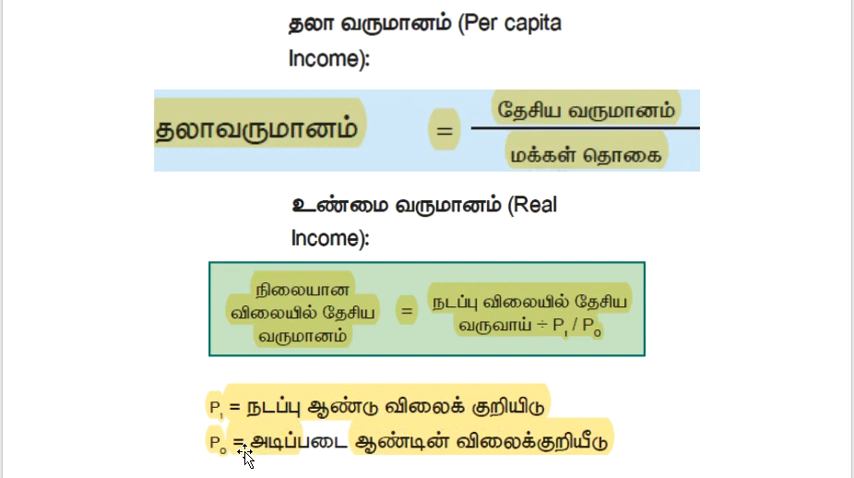 தலா வருமானம் (Per capita
Income):
தலாவருமானம் = தேசிய வருமானம்
மக்கள் தொகை
உண்மை வருமானம் (Real
Income):
நிலையான
விலையில் தேசிய
வருமானம்
=
நடப்பு விலையில் தேசிய
வருவாய் ÷ P₁ / P₀
P₁ = நடப்பு ஆண்டு விலைக் குறியிடு
P₀ = அடிப்படை ஆண்டின் விலைக்குறியீடு